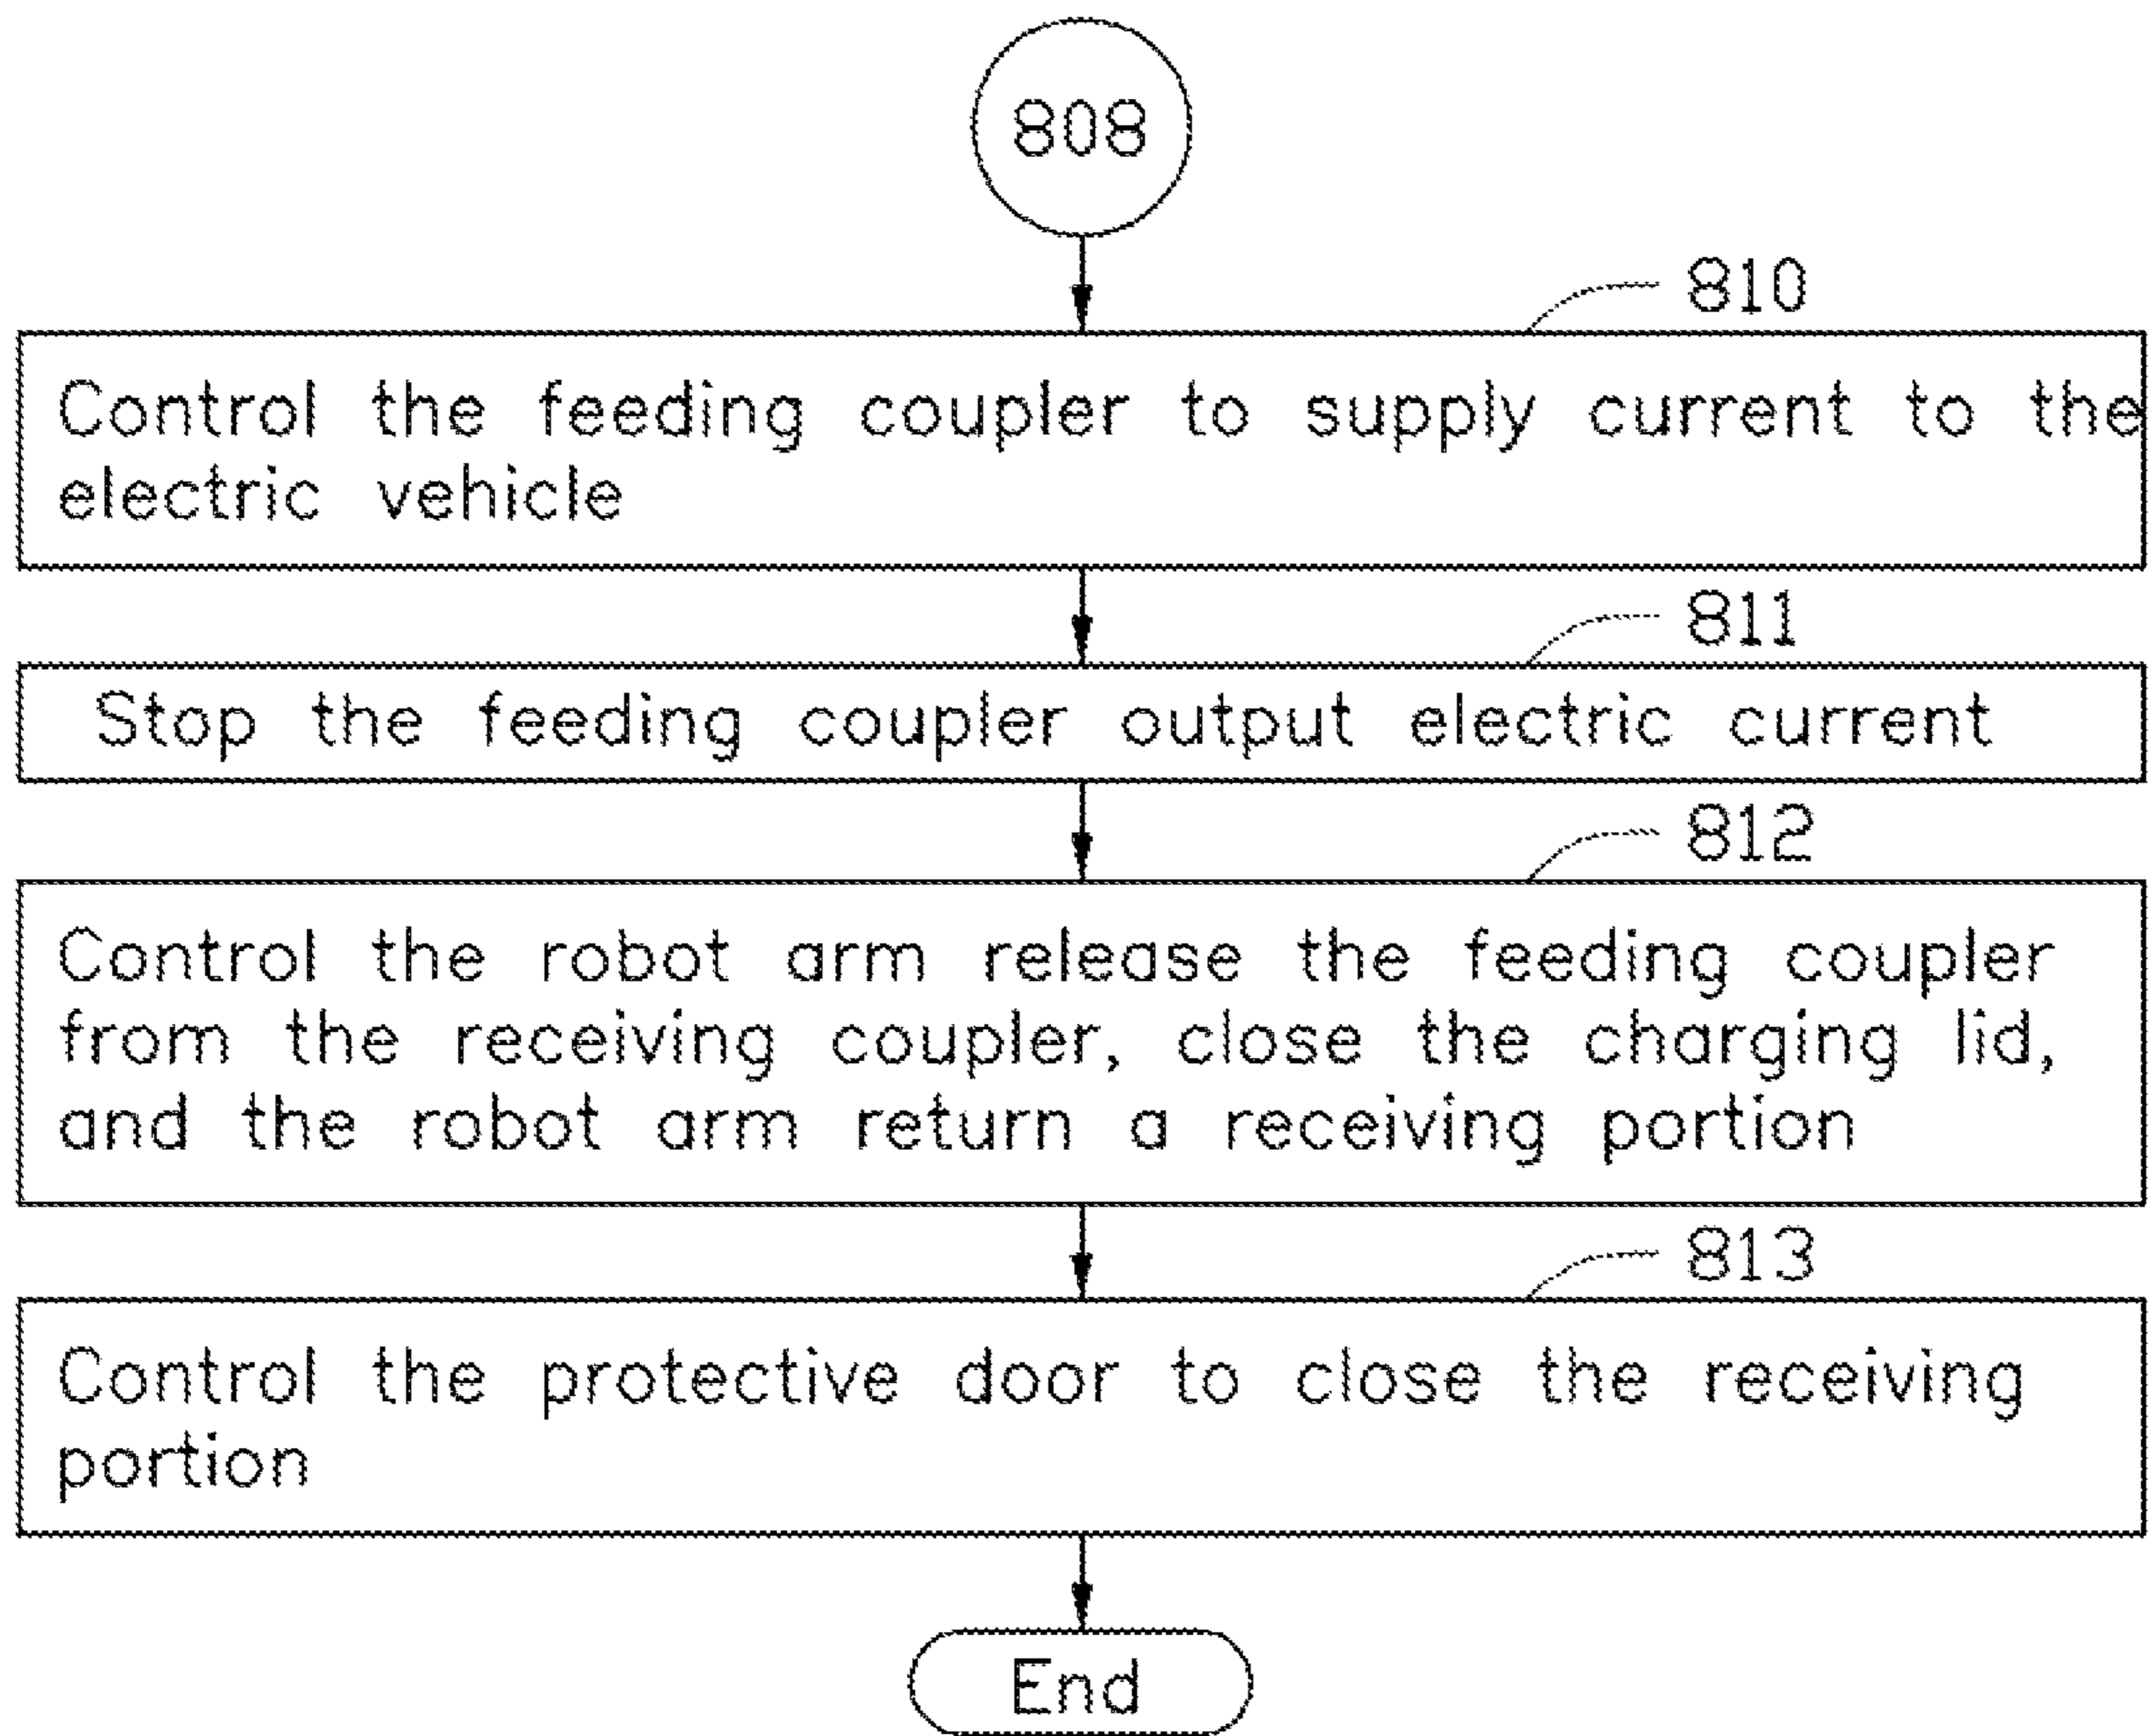 808
810
Control the feeding coupler to supply current to the
electric vehicle
811
Stop the feeding coupler output electric current
812
Control the robot arm release the feeding coupler
from the receiving coupler, close the charging lid,
and the robot arm return a receiving portion
813
Control the protective door to close the receiving
portion
End